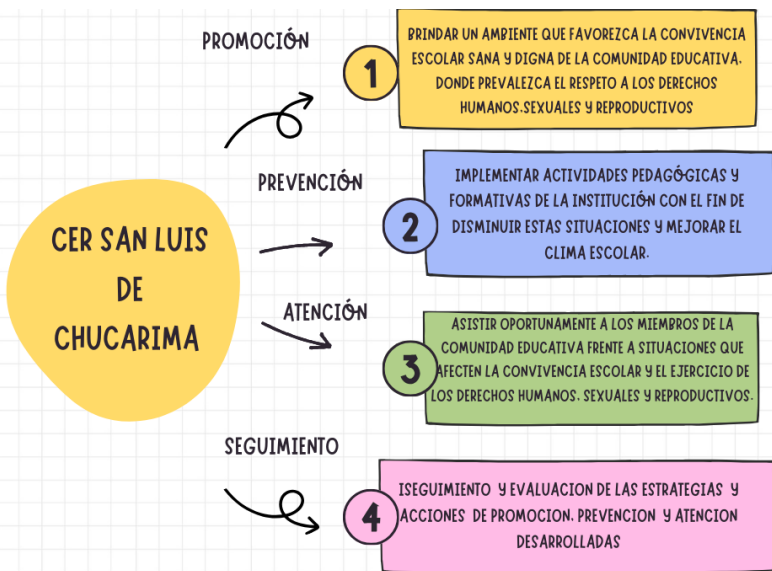 PROMOCIÓN
1
BRINDAR UN AMBIENTE QUE FAVOREZCA LA CONVIVENCIA
ESCOLAR SANA Y DIGNA DE LA COMUNIDAD EDUCATIVA.
DONDE PREVALEZCA EL RESPETO A LOS DERECHOS
HUMANOS.SEXUALES Y REPRODUCTIVOS
PREVENCIÓN
2
IMPLEMENTAR ACTIVIDADES PEDAGÓGICAS Y
FORMATIVAS DE LA INSTITUCIÓN CON EL FIN DE
DISMINUIR ESTAS SITUACIONES Y MEJORAR EL
CLIMA ESCOLAR.
CER SAN LUIS
DE
CHUCARIMA
ATENCIÓN
3
ASISTIR OPORTUNAMENTE A LOS MIEMBROS DE LA
COMUNIDAD EDUCATIVA FRENTE A SITUACIONES QUE
AFECTEN LA CONVIVENCIA ESCOLAR Y EL EJERCICIO DE
LOS DERECHOS HUMANOS. SEXUALES Y REPRODUCTIVOS.
SEGUIMIENTO
4
ISEGUIMIENTO Y EVALUACION DE LAS ESTRATEGIAS Y
ACCIONES DE PROMOCION. PREVENCION Y ATENCION
DESARROLLADAS